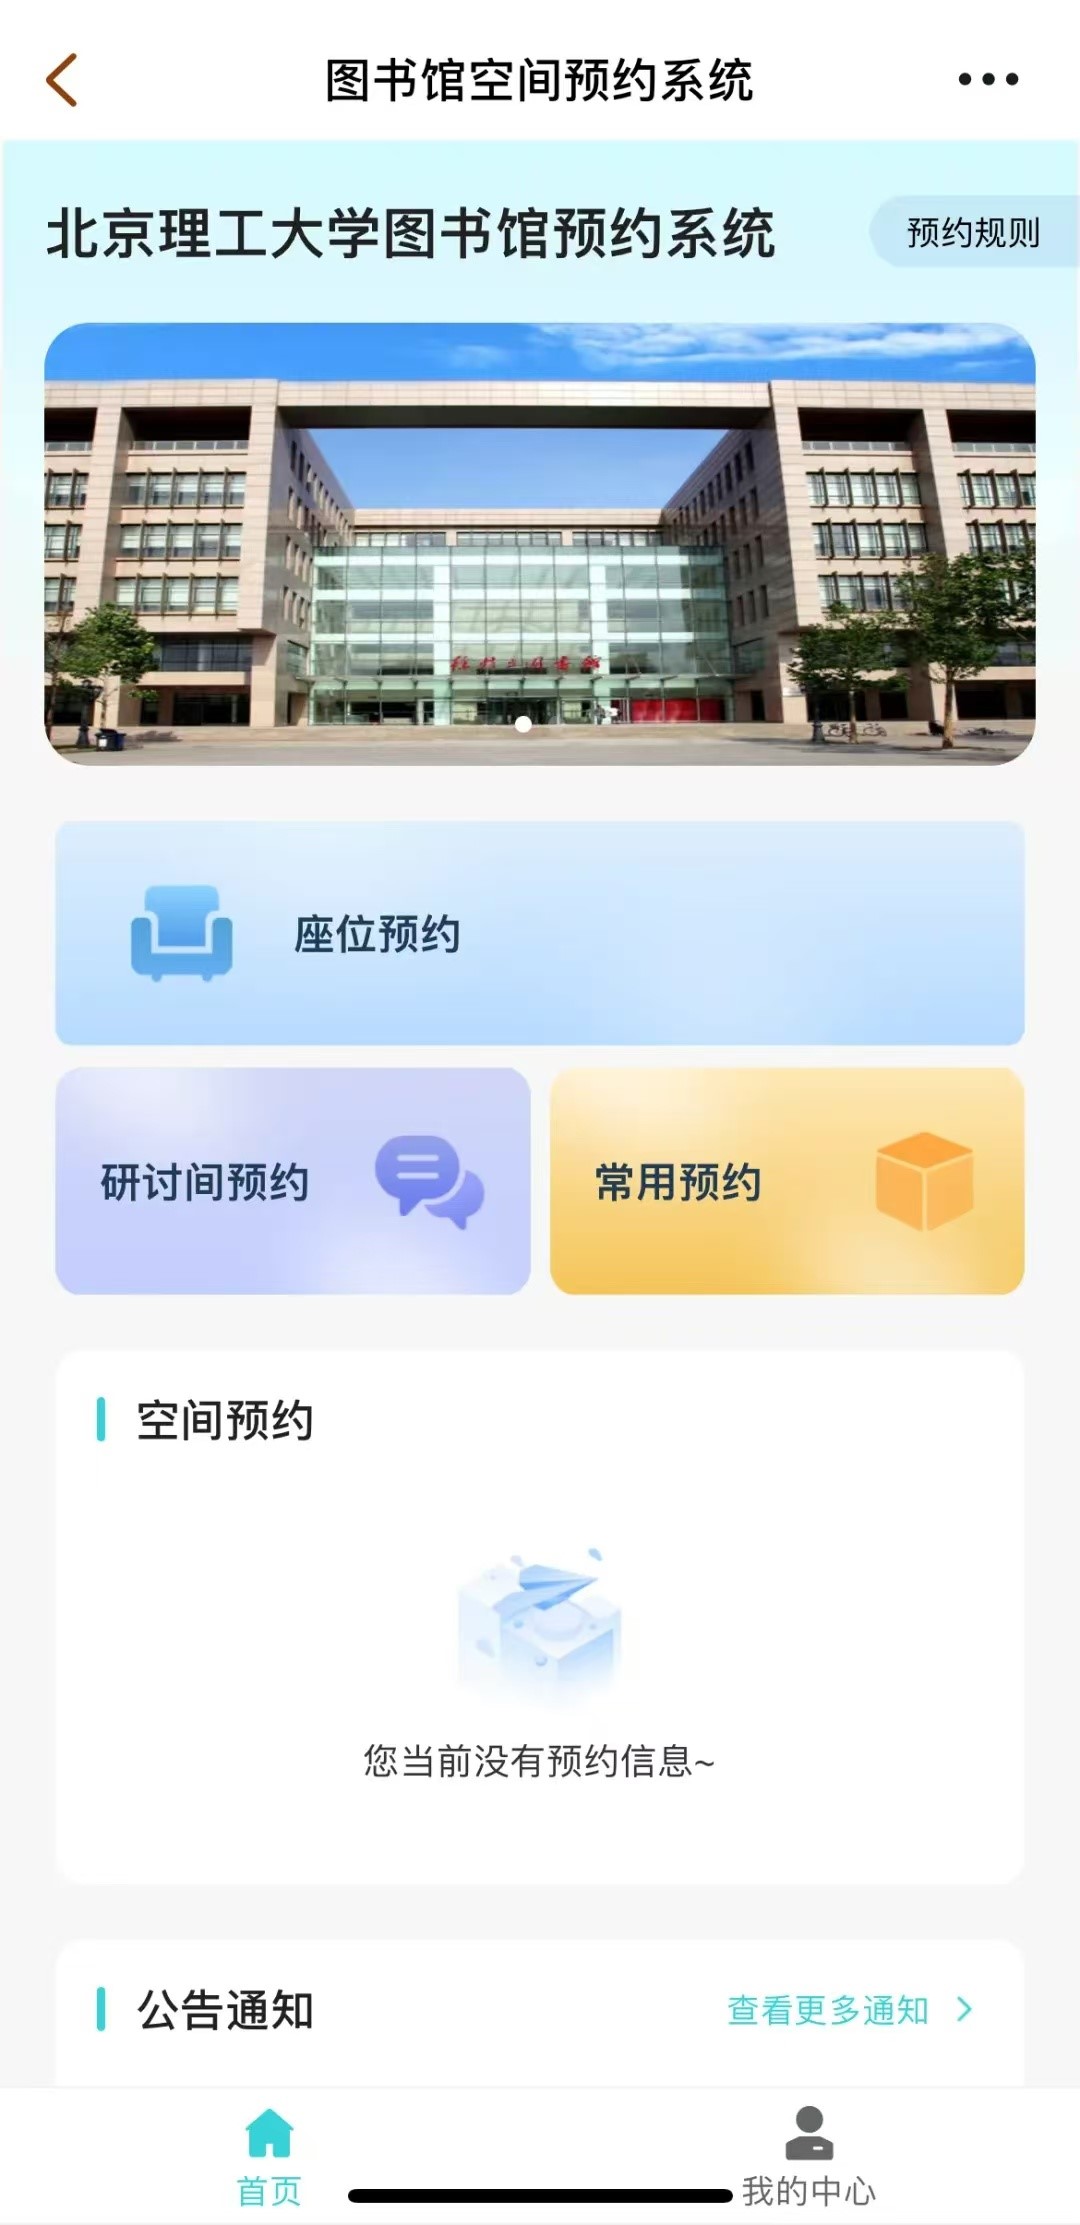 图书馆空间预约系统
北京理工大学图书馆预约系统
预约规则
座位预约
研讨间预约
常用预约
空间预约
您当前没有预约信息~
公告通知
查看更多通知
首页
我的中心